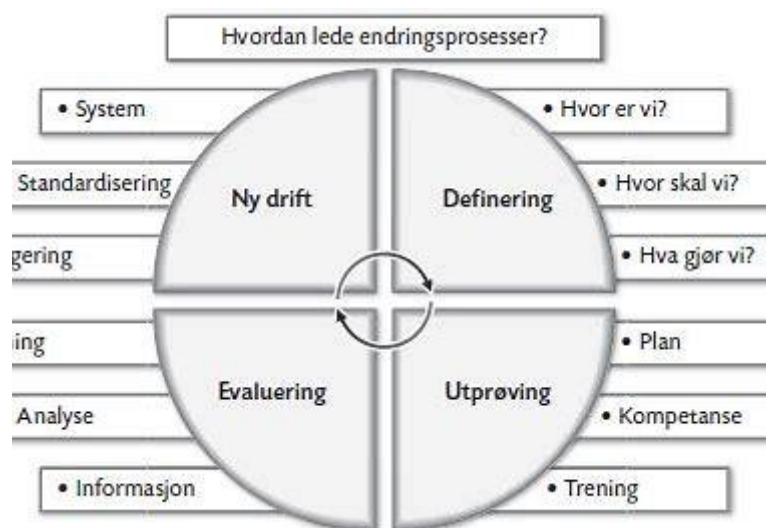 Hvordan lede endringsprosesser?
• System
Standardisering
Ny drift
Definering
• Hvor er vi?
• Hvor skal vi?
• Hva gjør vi?
Evaluering
Utprøving
• Plan
• Kompetanse
• Trening
Analyse
• Informasjon